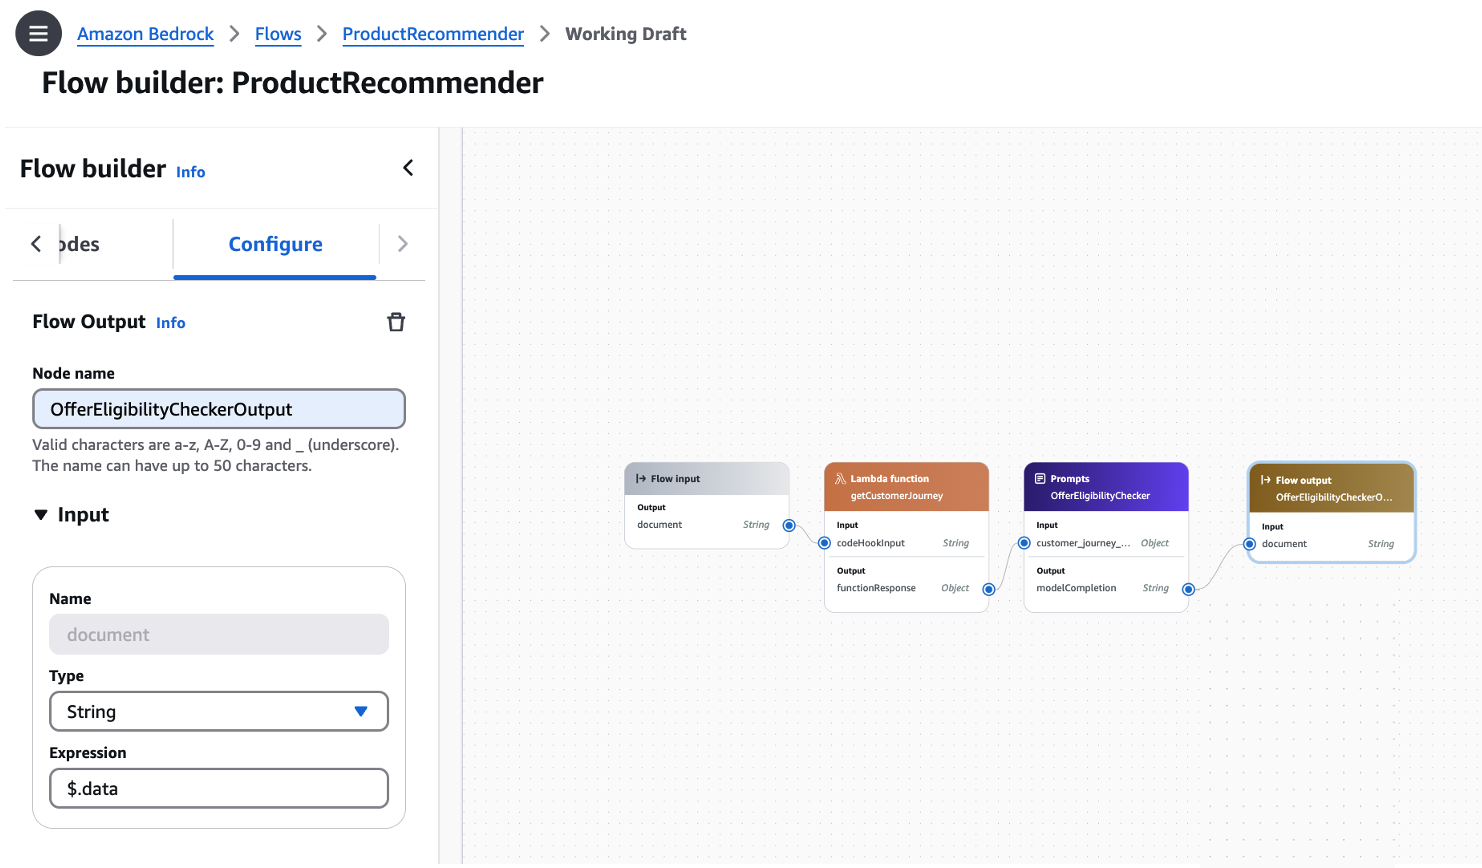 Amazon Bedrock > Flows > ProductRecommender > Working Draft
Flow builder: ProductRecommender
Flow builder Info
odes Configure
Flow Output Info
Node name
OfferEligibilityCheckerOutput
Valid characters are a-z, A-Z, 0-9 and _ (underscore).
The name can have up to 50 characters.
Input
Name
document
Type
String
Expression
$.data
Flow input
Output
document String
Lambda function
getCustomerJourney
Input
codeHookInput String
Output
functionResponse Object
Prompts
OfferEligibilityChecker
Input
customer_journey_... Object
Output
modelCompletion String
Flow output
OfferEligibilityCheckerO...
Input
document String